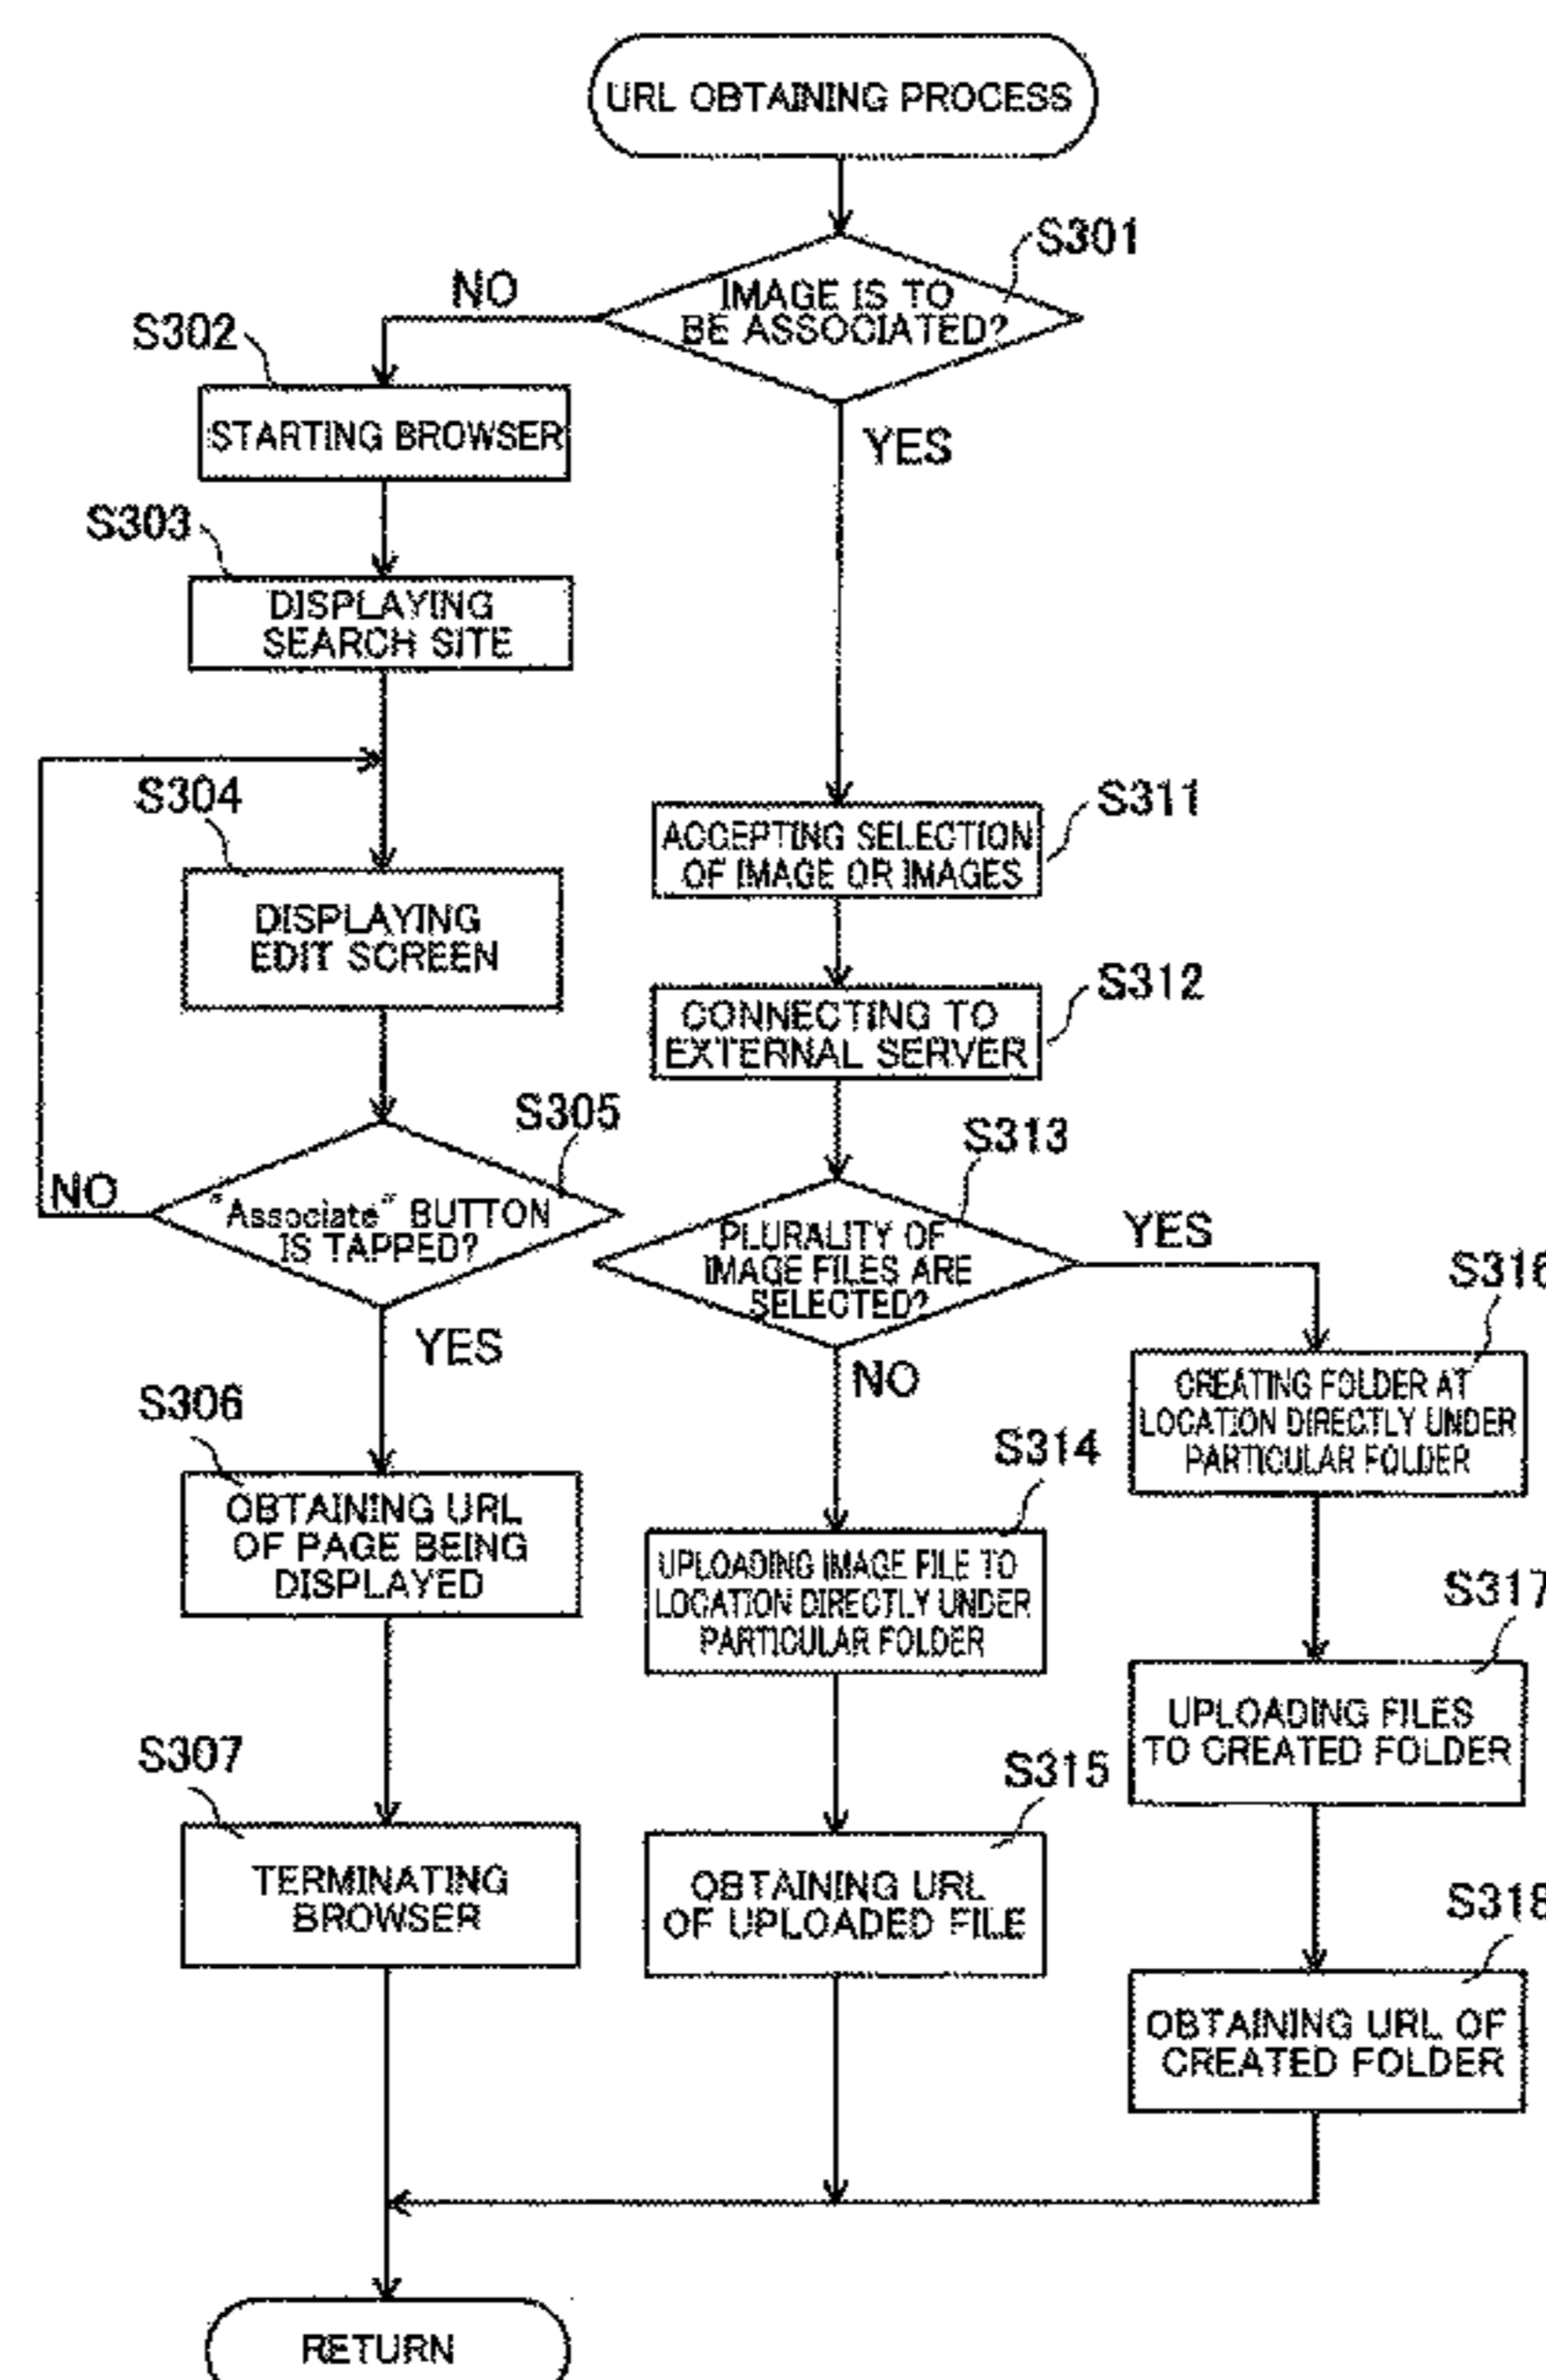 URL OBTAINING PROCESS
S301
IMAGE IS TO
BE ASSOCIATED?
NO
YES
S302
STARTING BROWSER
S303
DISPLAYING
SEARCH SITE
S304
DISPLAYING
EDIT SCREEN
S305
"Associate" BUTTON
IS TAPPED?
NO
YES
S306
OBTAINING URL
OF PAGE BEING
DISPLAYED
S307
TERMINATING
BROWSER
S311
ACCEPTING SELECTION
OF IMAGE OR IMAGES
S312
CONNECTING TO
EXTERNAL SERVER
S313
PLURALITY OF
IMAGE FILES ARE
SELECTED?
YES
NO
S314
UPLOADING IMAGE FILE TO
LOCATION DIRECTLY UNDER
PARTICULAR FOLDER
S315
OBTAINING URL
OF UPLOADED FILE
S316
CREATING FOLDER AT
LOCATION DIRECTLY UNDER
PARTICULAR FOLDER
S317
UPLOADING FILES
TO CREATED FOLDER
S318
OBTAINING URL OF
CREATED FOLDER
RETURN